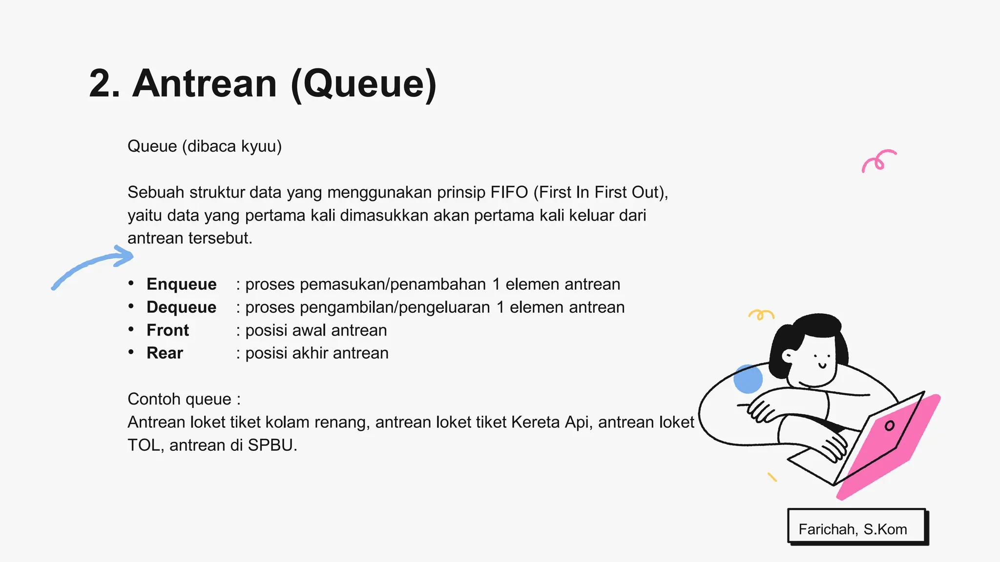 2. Antrean (Queue)
Queue (dibaca kyuu)
Sebuah struktur data yang menggunakan prinsip FIFO (First In First Out),
yaitu data yang pertama kali dimasukkan akan pertama kali keluar dari
antrean tersebut.
• Enqueue : proses pemasukan/penambahan 1 elemen antrean
• Dequeue : proses pengambilan/pengeluaran 1 elemen antrean
• Front : posisi awal antrean
• Rear : posisi akhir antrean
Contoh queue :
Antrean loket tiket kolam renang, antrean loket tiket Kereta Api, antrean loket
TOL, antrean di SPBU.
Farichah, S.Kom